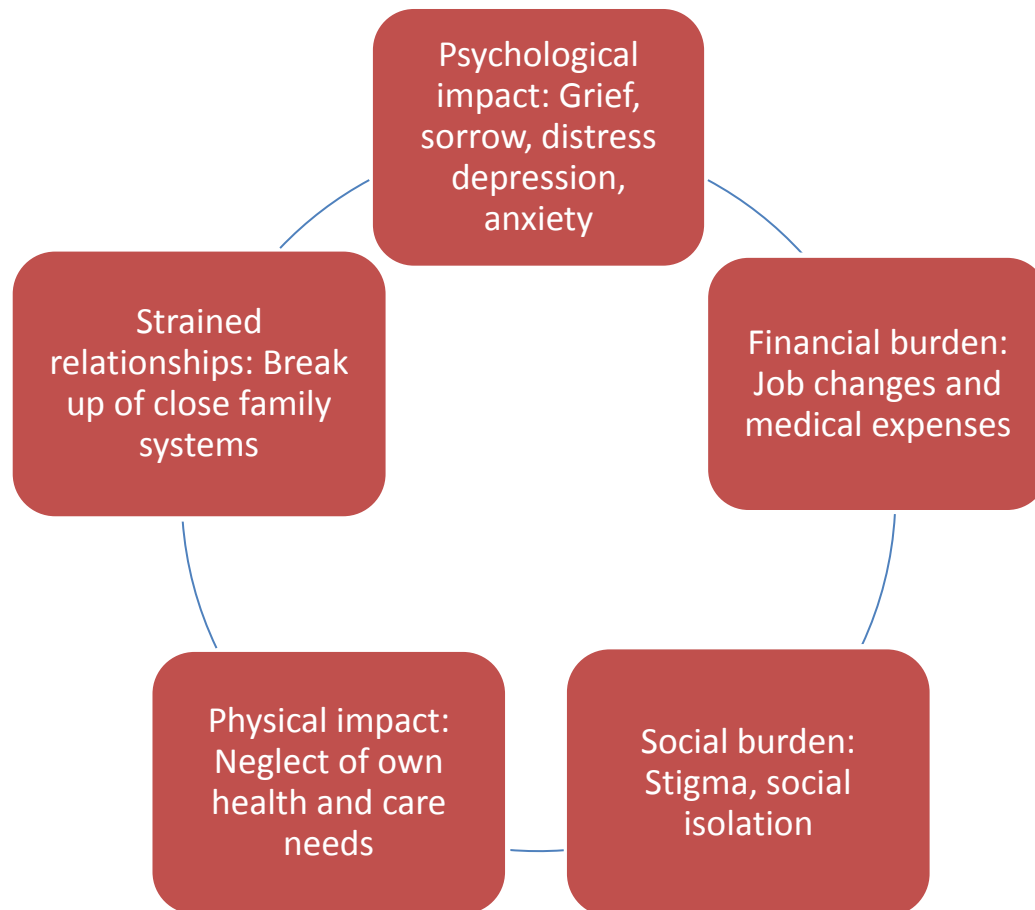 Psychological
impact: Grief,
sorrow, distress
depression,
anxiety
Financial burden:
Job changes and
medical expenses
Social burden:
Stigma, social
isolation
Physical impact:
Neglect of own
health and care
needs
Strained
relationships: Break
up of close family
systems